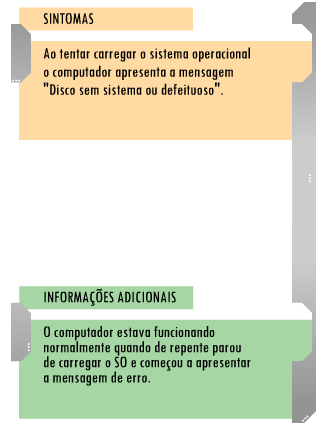 SINTOMAS
Ao tentar carregar o sistema operacional
o computador apresenta a mensagem
"Disco sem sistema ou defeituoso".
INFORMAÇÕES ADICIONAIS
O computador estava funcionando
normalmente quando de repente parou
de carregar o SO e começou a apresentar
a mensagem de erro.